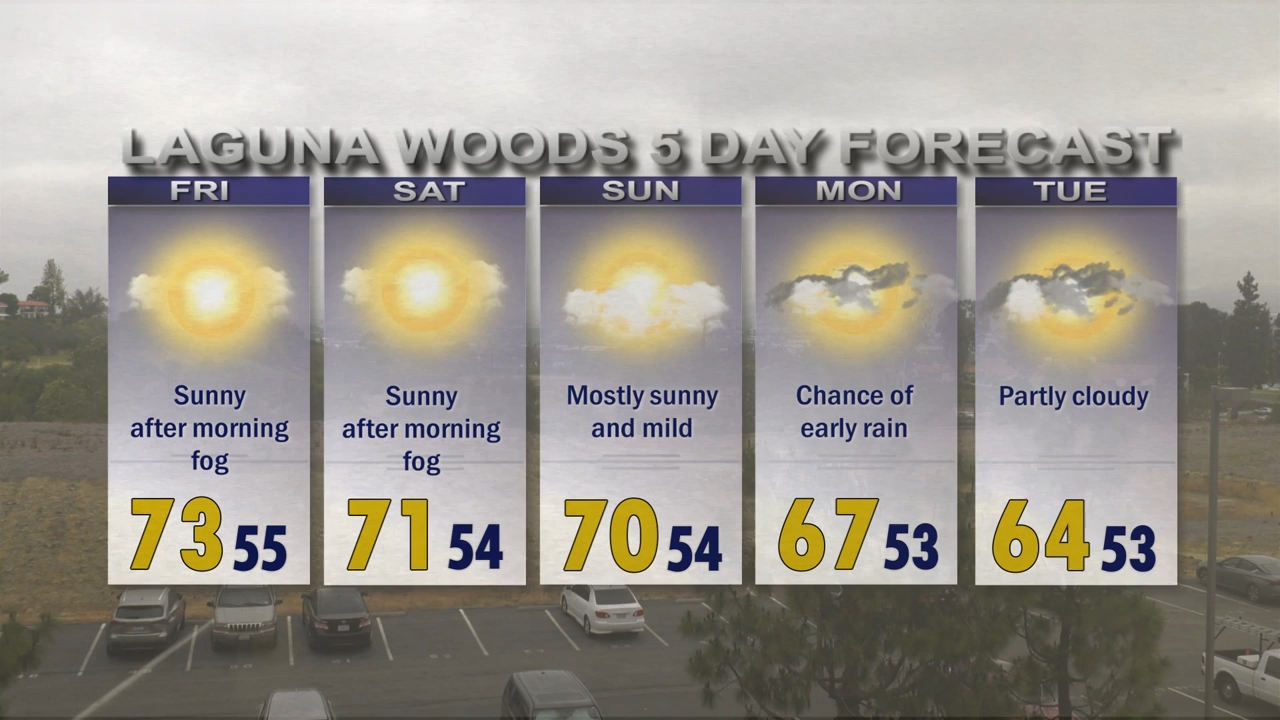 LAGUNA WOODS 5 DAY FORECAST
FRI
Sunny
after morning
fog
73 55
SAT
Sunny
after morning
fog
71 54
SUN
Mostly sunny
and mild
70 54
MON
Chance of
early rain
67 53
TUE
Partly cloudy
64 53